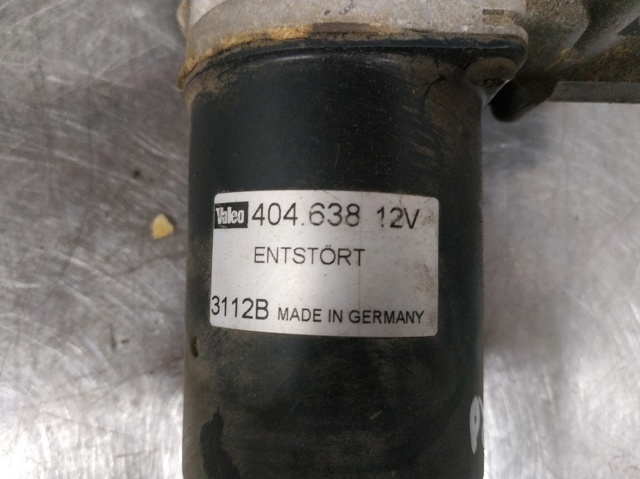 Valeo 404.638 12V
ENTSTÖRT
3112B MADE IN GERMANY